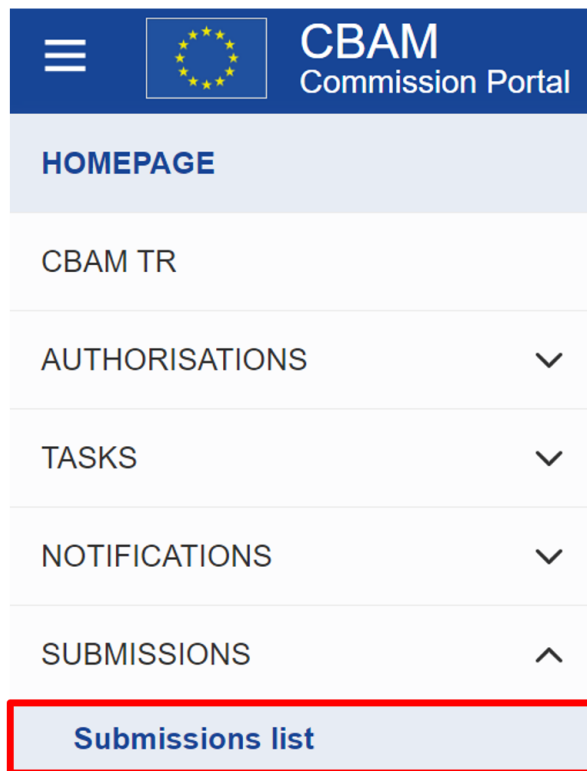 CBAM
Commission Portal
HOMEPAGE
CBAM TR
AUTHORISATIONS
TASKS
NOTIFICATIONS
SUBMISSIONS
Submissions list